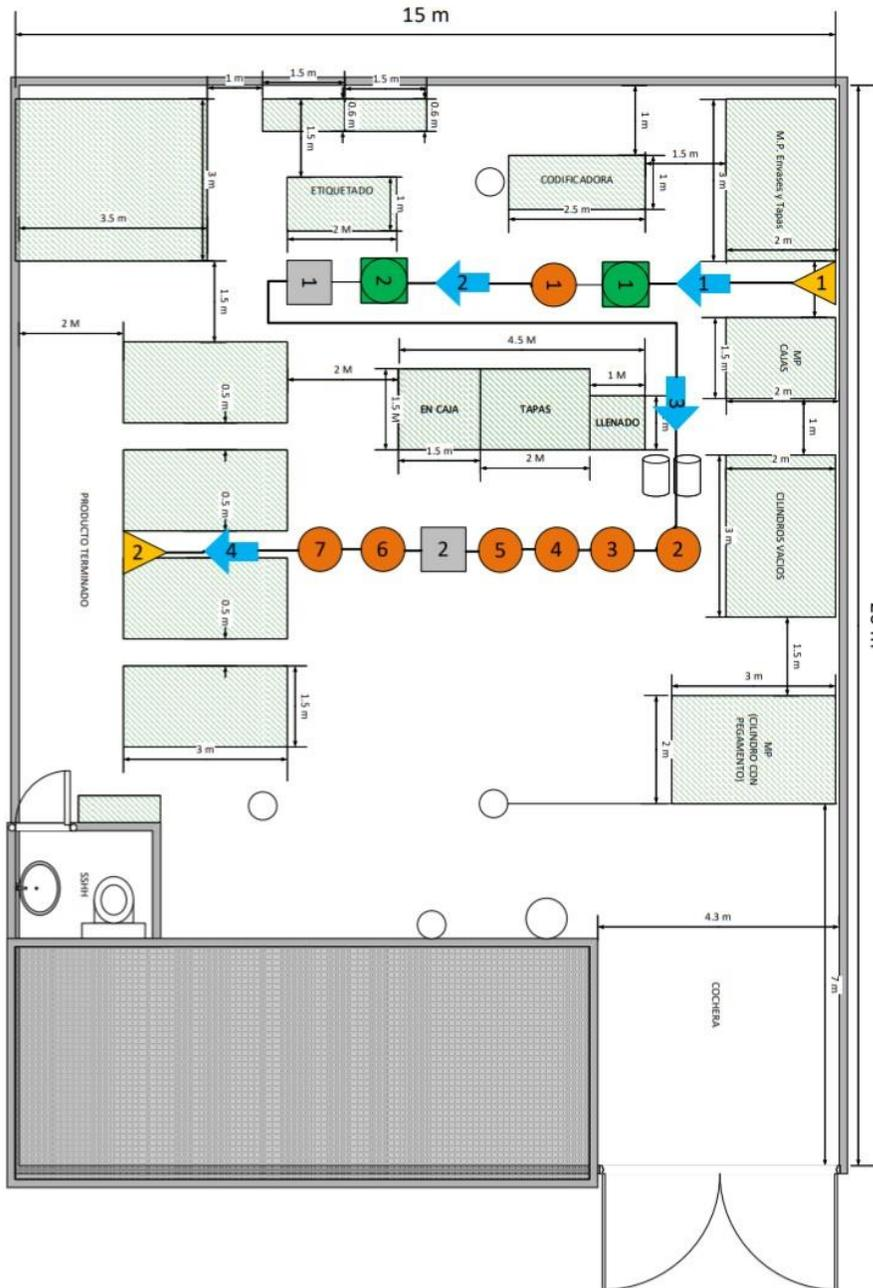 15 m
1 m
1.5 m
1.5 m
0.6 m
0.6 m
1.5 m
1 m
1.5 m
M.P. Envases y Tapas
3 m
3 m
CODIFICADORA
1 m
ETIQUETADO
1 m
3.5 m
2.5 m
2 M
2 m
1
2
2
1
1
1
1
1.5 m
2 M
4.5 M
MP
CAJAS
1.5 m
2 M
1 M
2 m
0.5 m
1.5 M
EN CAJA
TAPAS
LLENADO
3
1 m
1.5 m
2 M
2 m
PRODUCTO TERMINADO
0.5 m
CILINDROS VACIOS
3 m
2
4
7
6
2
5
4
3
2
0.5 m
1.5 m
3 m
1.5 m
3 m
2 m
MP
(CILINDRO CON
PEGAMENTO)
SSHH
4.3 m
7 m
COCHERA